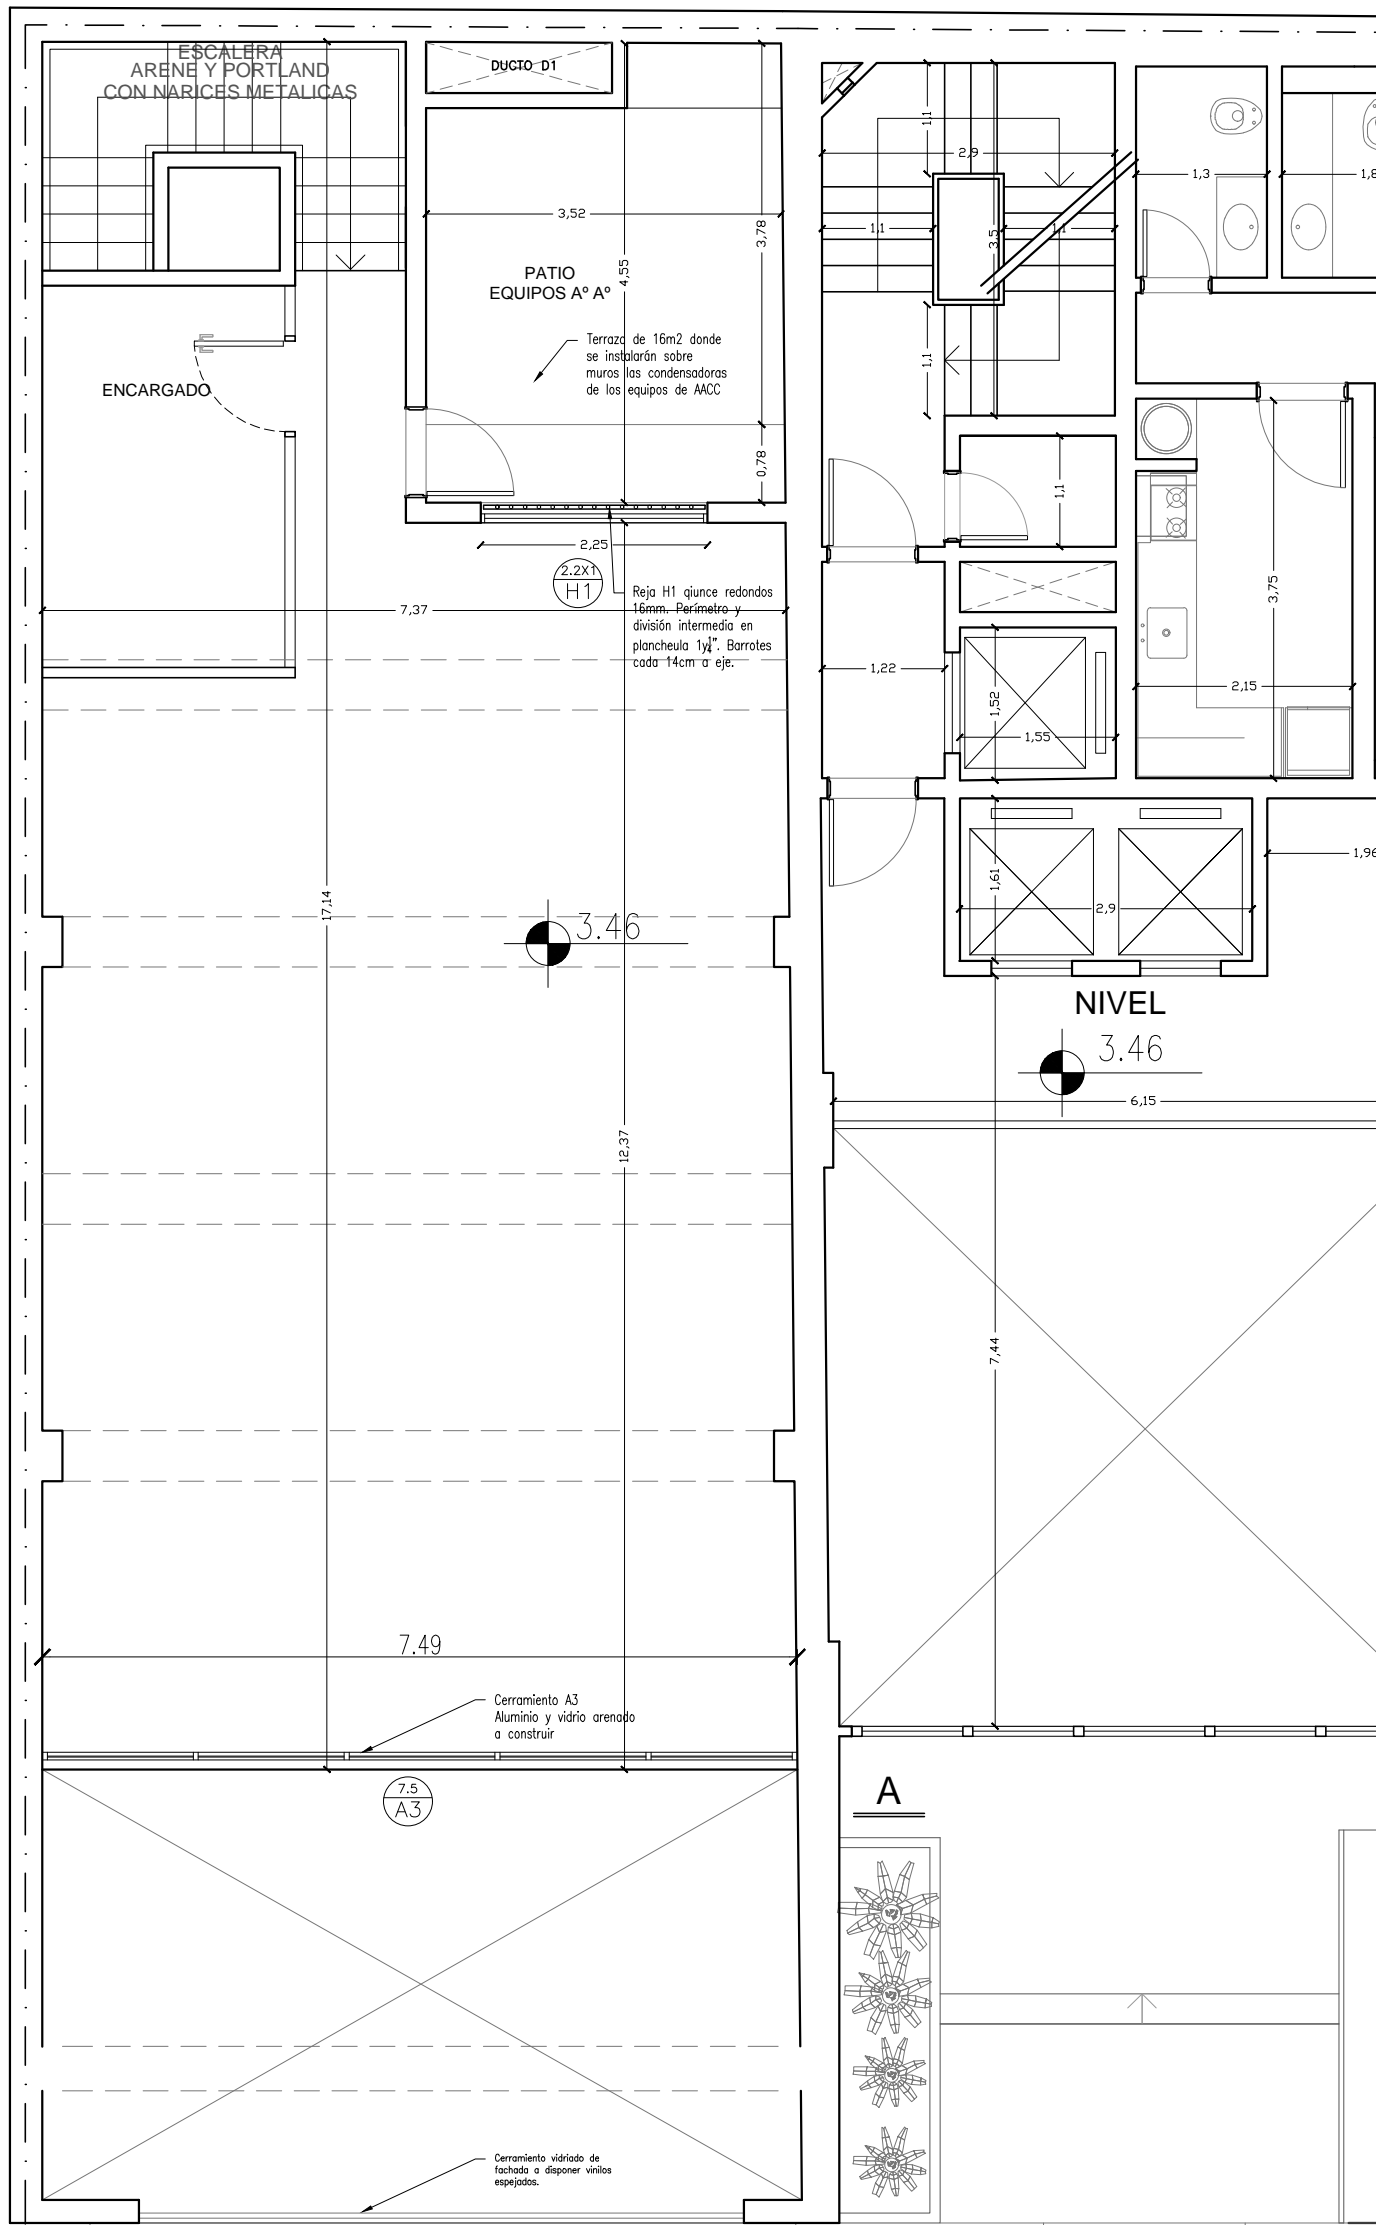 ESCALERA
ARENE Y PORTLAND
CON NARICES METALICAS
DUCTO D1
1,1
2,9
1,3
1,8
3,52
3,78
1,1
3,5
1,1
4,55
PATIO
EQUIPOS Aº Aº
Terraza de 16m2 donde
se instalarán sobre
muros las condensadoras
de los equipos de AACC
1,1
ENCARGADO
0,78
1,1
2,25
2.2X1
H1
Reja H1 qiunce redondos
16mm. Perímetro y
división intermedia en
plancheula 1y¼". Barrotes
cada 14cm a eje.
7,37
3,75
1,22
2,15
1,52
1,55
1,61
1,96
2,9
17,14
3.46
NIVEL
3.46
6,15
12,37
7,44
7.49
Cerramiento A3
Aluminio y vidrio arenado
a construir
7.5
A3
A
Cerramiento vidriado de
fachada a disponer vinilos
espejados.